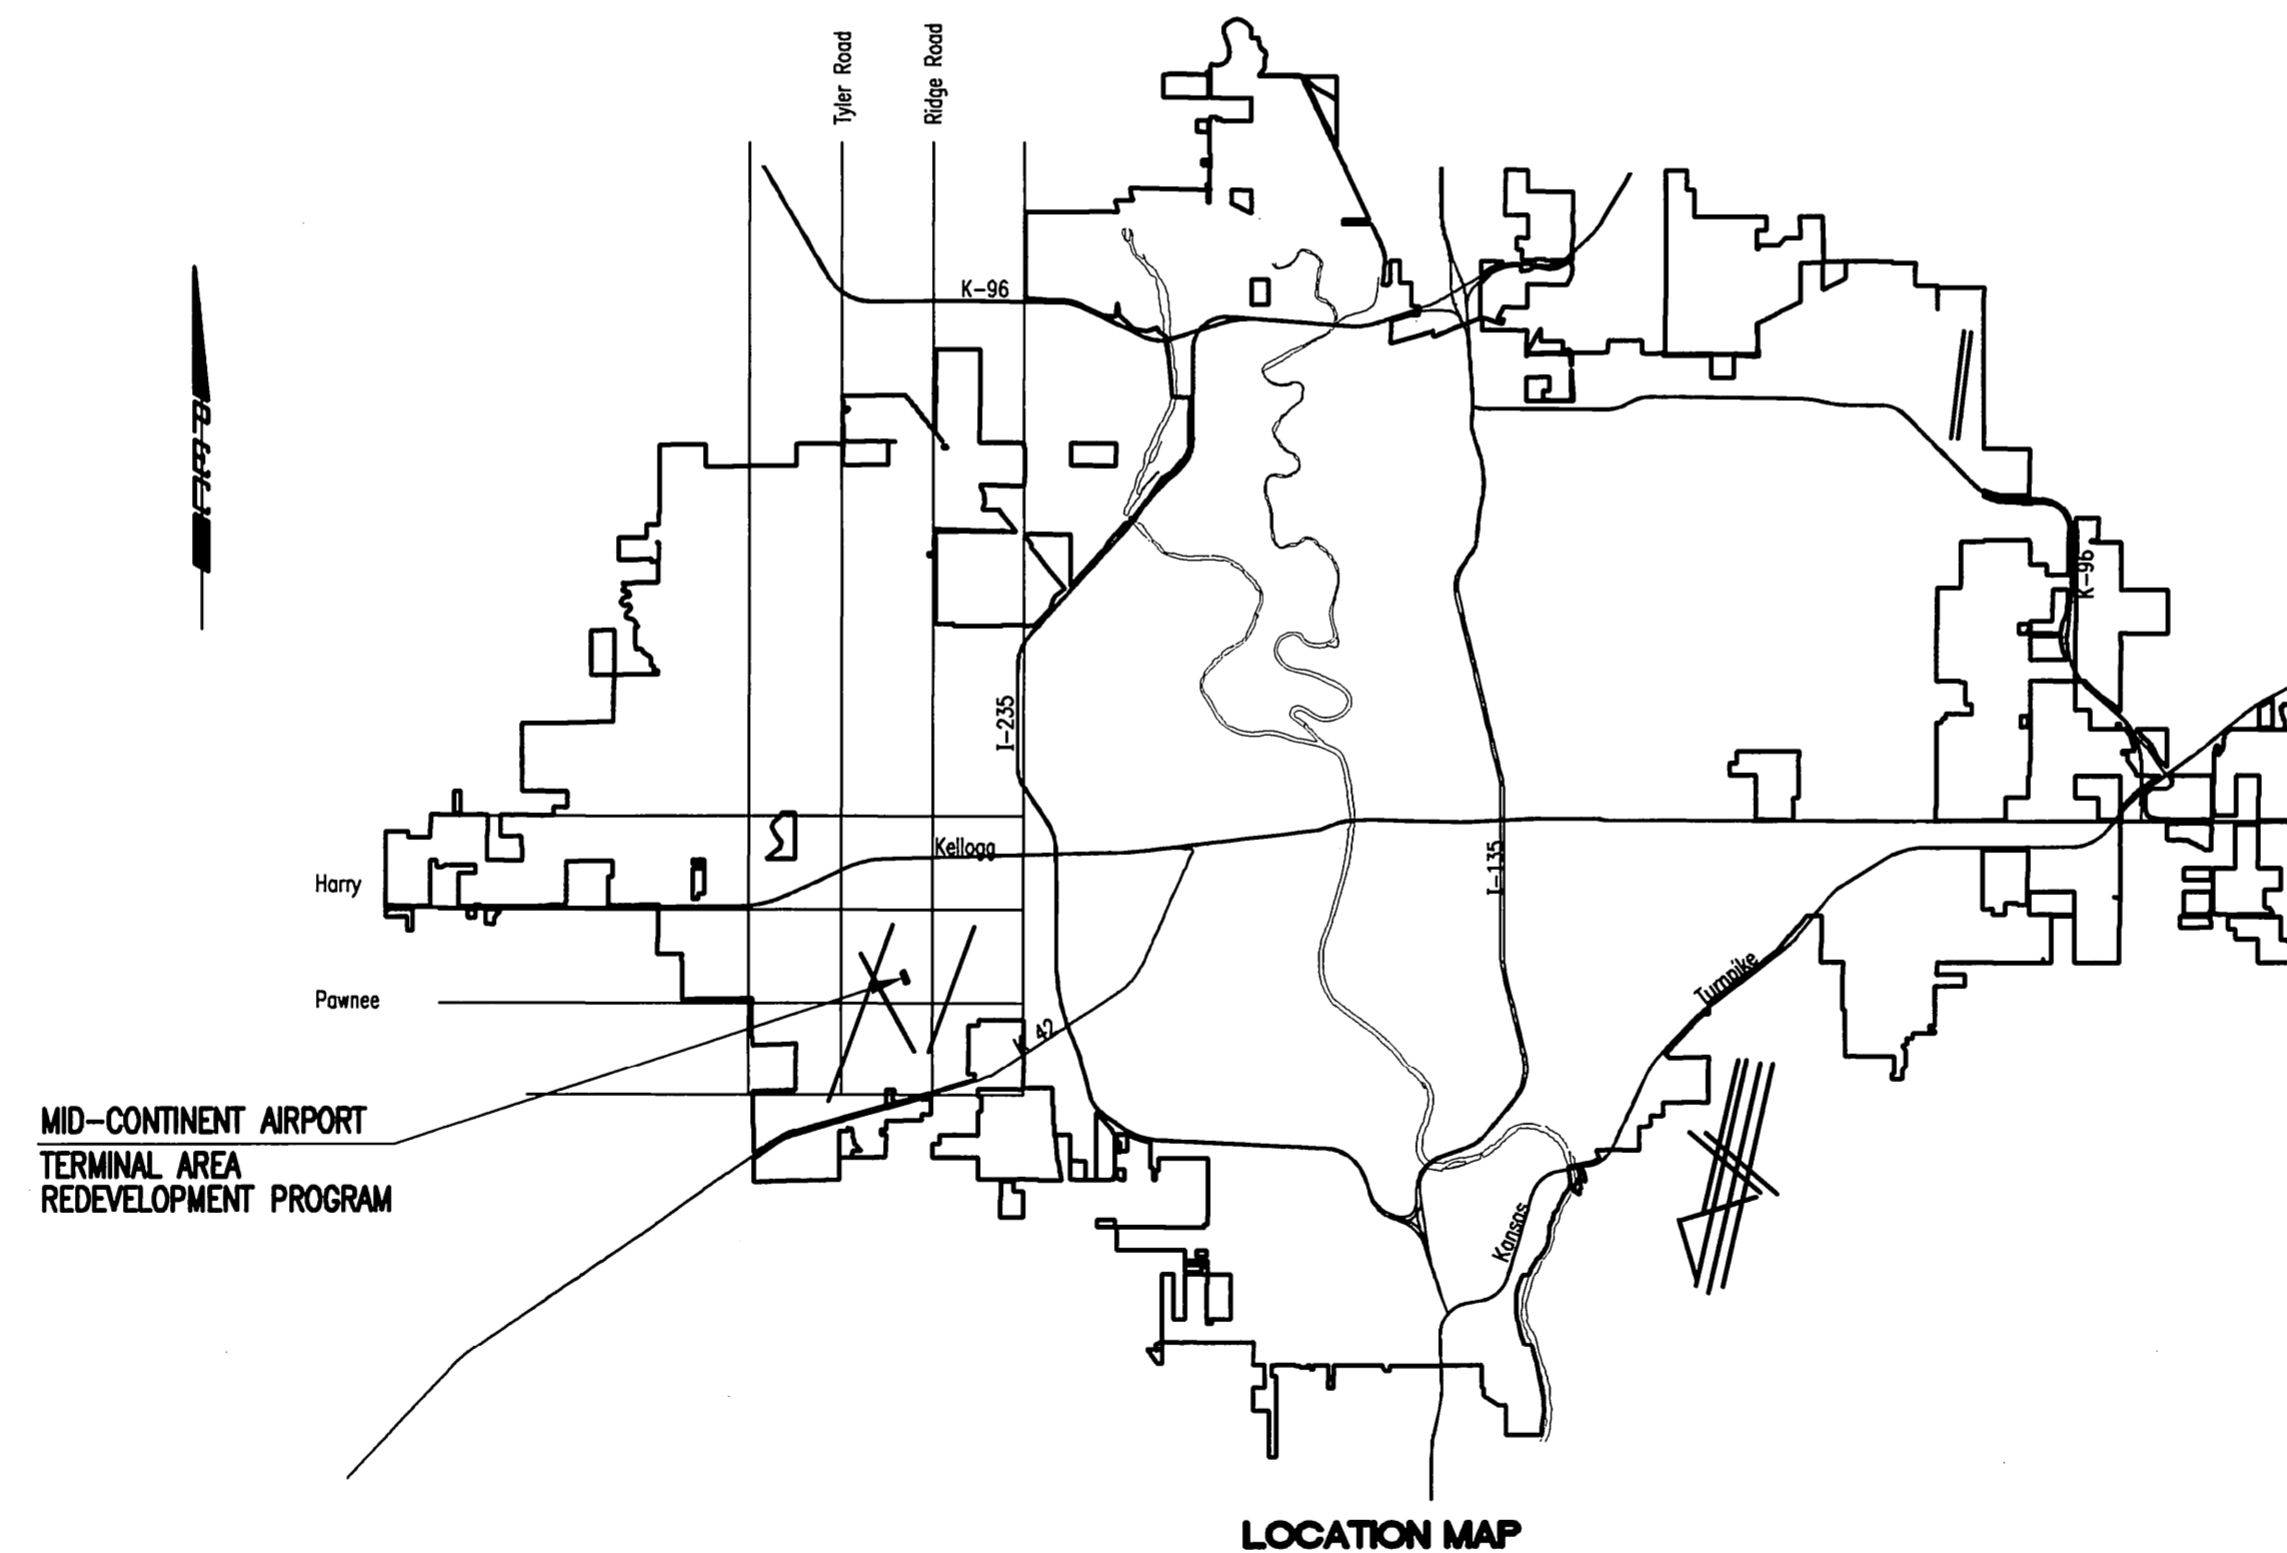 Tyler Road
Ridge Road
K-96
K-96
I-235
Kellogg
Harry
I-135
Turnpike
Pawnee
42
MID-CONTINENT AIRPORT
TERMINAL AREA
REDEVELOPMENT PROGRAM
Kansas
LOCATION MAP